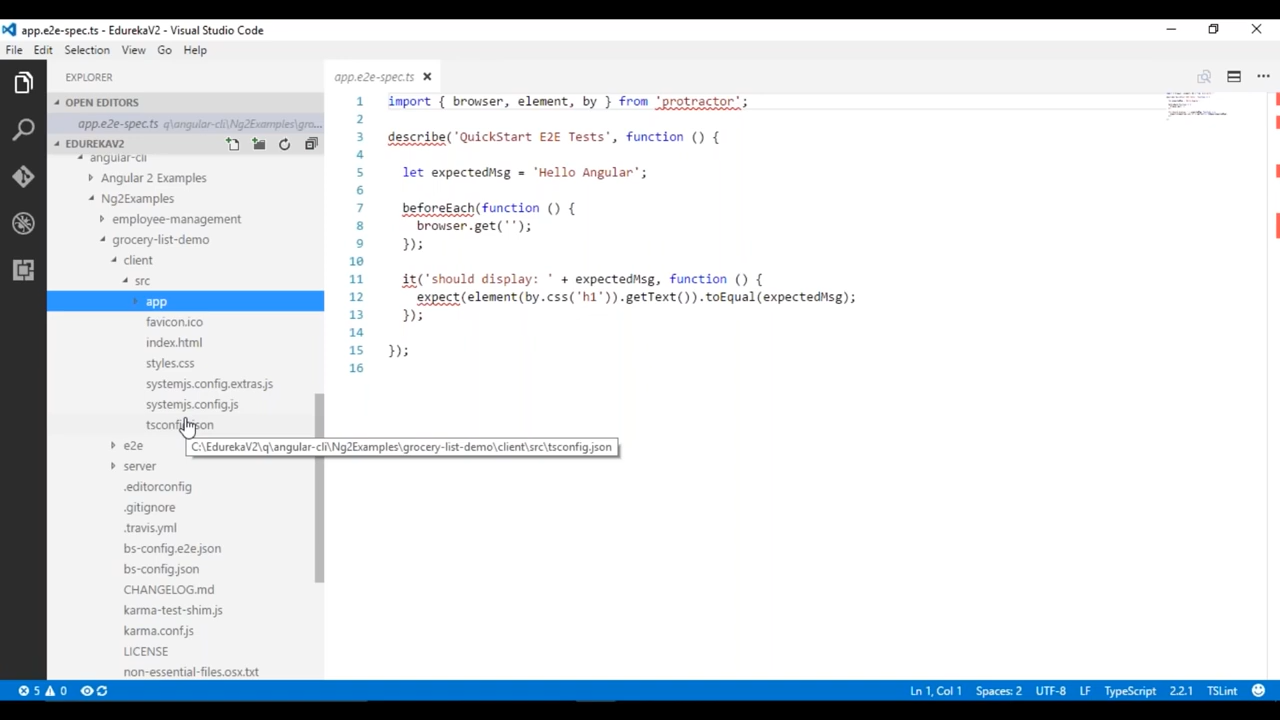 app.e2e-spec.ts - EdurekaV2 - Visual Studio Code
File Edit Selection View Go Help
EXPLORER
OPEN EDITORS
app.e2e-spec.ts q\angular-cli\Ng2Examples\gro...
EDUREKAV2
angular-cli
Angular 2 Examples
Ng2Examples
employee-management
grocery-list-demo
client
src
app
favicon.ico
index.html
styles.css
systemjs.config.extras.js
systemjs.config.js
tsconfig.json
C:\EdurekaV2\q\angular-cli\Ng2Examples\grocery-list-demo\client\src\tsconfig.json
e2e
server
.editorconfig
.gitignore
.travis.yml
bs-config.e2e.json
bs-config.json
CHANGELOG.md
karma-test-shim.js
karma.conf.js
LICENSE
non-essential-files.osx.txt
app.e2e-spec.ts
1 import { browser, element, by } from 'protractor';
2
3 describe('QuickStart E2E Tests', function () {
4
5 let expectedMsg = 'Hello Angular';
6
7 beforeEach(function () {
8 browser.get('');
9 });
10
11 it('should display: ' + expectedMsg, function () {
12 expect(element(by.css('h1')).getText()).toEqual(expectedMsg);
13 });
14
15 });
16
5 0 Ln 1, Col 1 Spaces: 2 UTF-8 LF TypeScript 2.2.1 TSLint